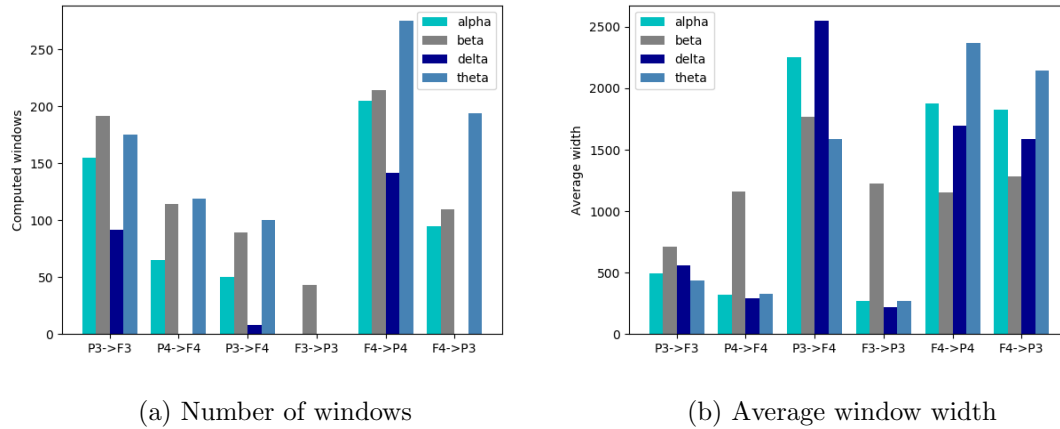 alpha
beta
delta
theta
Computed windows
250
200
150
100
50
0
P3->F3
P4->F4
P3->F4
F3->P3
F4->P4
F4->P3
(a) Number of windows
alpha
beta
delta
theta
Average width
2500
2000
1500
1000
500
0
P3->F3
P4->F4
P3->F4
F3->P3
F4->P4
F4->P3
(b) Average window width